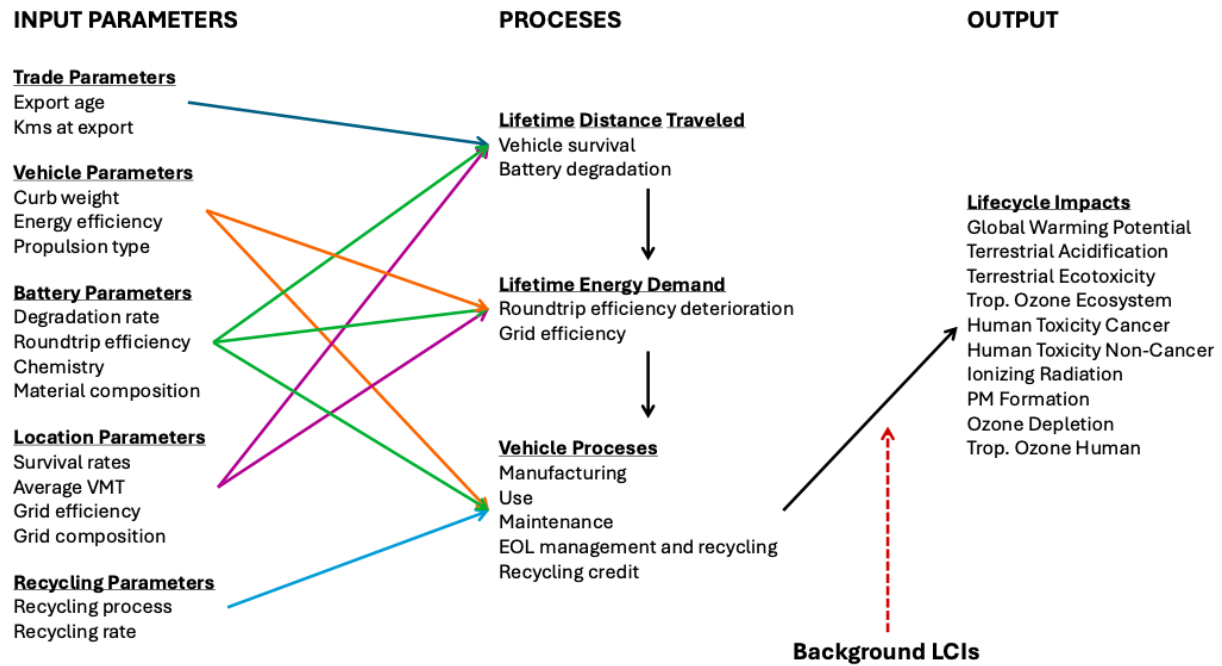 INPUT PARAMETERS
Trade Parameters
Export age
Kms at export
Vehicle Parameters
Curb weight
Energy efficiency
Propulsion type
Battery Parameters
Degradation rate
Roundtrip efficiency
Chemistry
Material composition
Location Parameters
Survival rates
Average VMT
Grid efficiency
Grid composition
Recycling Parameters
Recycling process
Recycling rate
PROCESES
Lifetime Distance Traveled
Vehicle survival
Battery degradation
Lifetime Energy Demand
Roundtrip efficiency deterioration
Grid efficiency
Vehicle Proceses
Manufacturing
Use
Maintenance
EOL management and recycling
Recycling credit
OUTPUT
Lifecycle Impacts
Global Warming Potential
Terrestrial Acidification
Terrestrial Ecotoxicity
Trop. Ozone Ecosystem
Human Toxicity Cancer
Human Toxicity Non-Cancer
Ionizing Radiation
PM Formation
Ozone Depletion
Trop. Ozone Human
Background LCIs